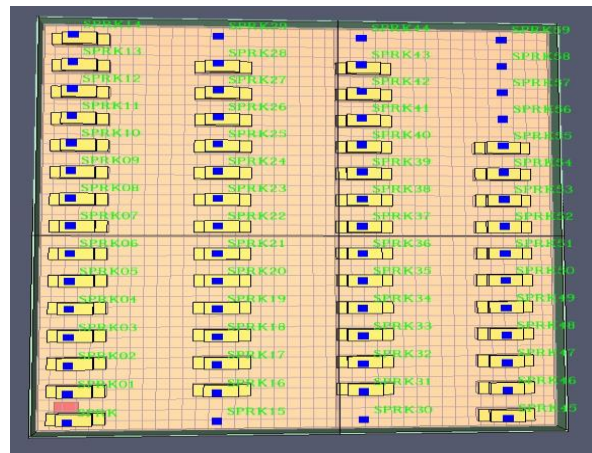 SPRK14 SPRK29 SPRK44 SPRK59
SPRK13 SPRK28 SPRK43 SPRK58
SPRK12 SPRK27 SPRK42 SPRK57
SPRK11 SPRK26 SPRK41 SPRK56
SPRK10 SPRK25 SPRK40 SPRK55
SPRK09 SPRK24 SPRK39 SPRK54
SPRK08 SPRK23 SPRK38 SPRK53
SPRK07 SPRK22 SPRK37 SPRK52
SPRK06 SPRK21 SPRK36 SPRK51
SPRK05 SPRK20 SPRK35 SPRK50
SPRK04 SPRK19 SPRK34 SPRK49
SPRK03 SPRK18 SPRK33 SPRK48
SPRK02 SPRK17 SPRK32 SPRK47
SPRK01 SPRK16 SPRK31 SPRK46
SPRK SPRK15 SPRK30 SPRK45